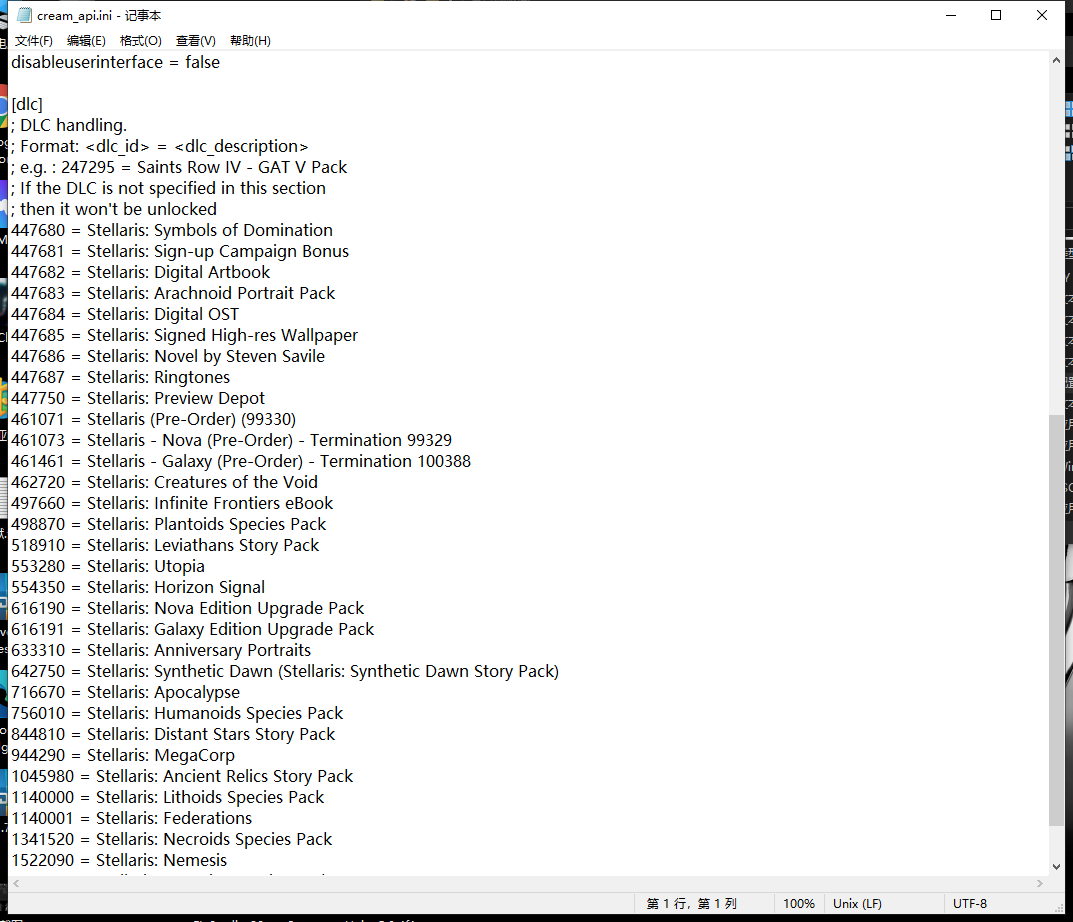 cream_api.ini - 记事本
文件(F) 编辑(E) 格式(O) 查看(V) 帮助(H)
disableuserinterface = false
[dlc]
; DLC handling.
; Format: <dlc_id> = <dlc_description>
; e.g. : 247295 = Saints Row IV - GAT V Pack
; If the DLC is not specified in this section
; then it won't be unlocked
447680 = Stellaris: Symbols of Domination
447681 = Stellaris: Sign-up Campaign Bonus
447682 = Stellaris: Digital Artbook
447683 = Stellaris: Arachnoid Portrait Pack
447684 = Stellaris: Digital OST
447685 = Stellaris: Signed High-res Wallpaper
447686 = Stellaris: Novel by Steven Savile
447687 = Stellaris: Ringtones
447750 = Stellaris: Preview Depot
461071 = Stellaris (Pre-Order) (99330)
461073 = Stellaris - Nova (Pre-Order) - Termination 99329
461461 = Stellaris - Galaxy (Pre-Order) - Termination 100388
462720 = Stellaris: Creatures of the Void
497660 = Stellaris: Infinite Frontiers eBook
498870 = Stellaris: Plantoids Species Pack
518910 = Stellaris: Leviathans Story Pack
553280 = Stellaris: Utopia
554350 = Stellaris: Horizon Signal
616190 = Stellaris: Nova Edition Upgrade Pack
616191 = Stellaris: Galaxy Edition Upgrade Pack
633310 = Stellaris: Anniversary Portraits
642750 = Stellaris: Synthetic Dawn (Stellaris: Synthetic Dawn Story Pack)
716670 = Stellaris: Apocalypse
756010 = Stellaris: Humanoids Species Pack
844810 = Stellaris: Distant Stars Story Pack
944290 = Stellaris: MegaCorp
1045980 = Stellaris: Ancient Relics Story Pack
1140000 = Stellaris: Lithoids Species Pack
1140001 = Stellaris: Federations
1341520 = Stellaris: Necroids Species Pack
1522090 = Stellaris: Nemesis
第 1 行，第 1 列 100% Unix (LF) UTF-8